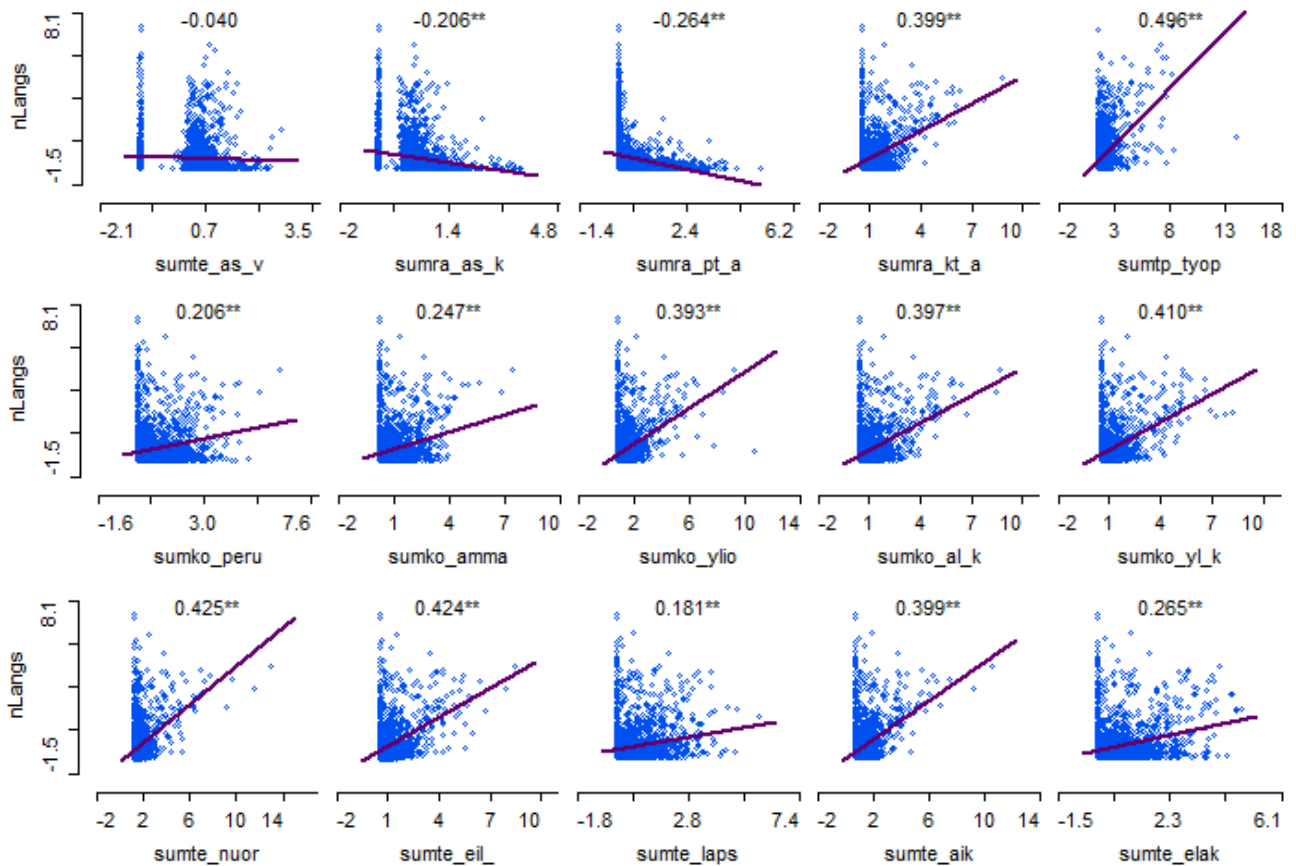 -0.040 -0.206** -0.264** 0.399** 0.496**
8.1
nLangs
-1.5
-2.1 0.7 3.5 -2 1.4 4.8 -1.4 2.4 6.2 -2 1 4 7 10 -2 3 8 13 18
sumte_as_v sumra_as_k sumra_pt_a sumra_kt_a sumtp_tyop
0.206** 0.247** 0.393** 0.397** 0.410**
8.1
nLangs
-1.5
-1.6 3.0 7.6 -2 1 4 7 10 -2 2 6 10 14 -2 1 4 7 10 -2 1 4 7 10
sumko_peru sumko_amma sumko_ylio sumko_al_k sumko_yl_k
0.425** 0.424** 0.181** 0.399** 0.265**
8.1
nLangs
-1.5
-2 2 6 10 14 -2 1 4 7 10 -1.8 2.8 7.4 -2 2 6 10 14 -1.5 2.3 6.1
sumte_nuor sumte_eil_ sumte_laps sumte_aik sumte_elak